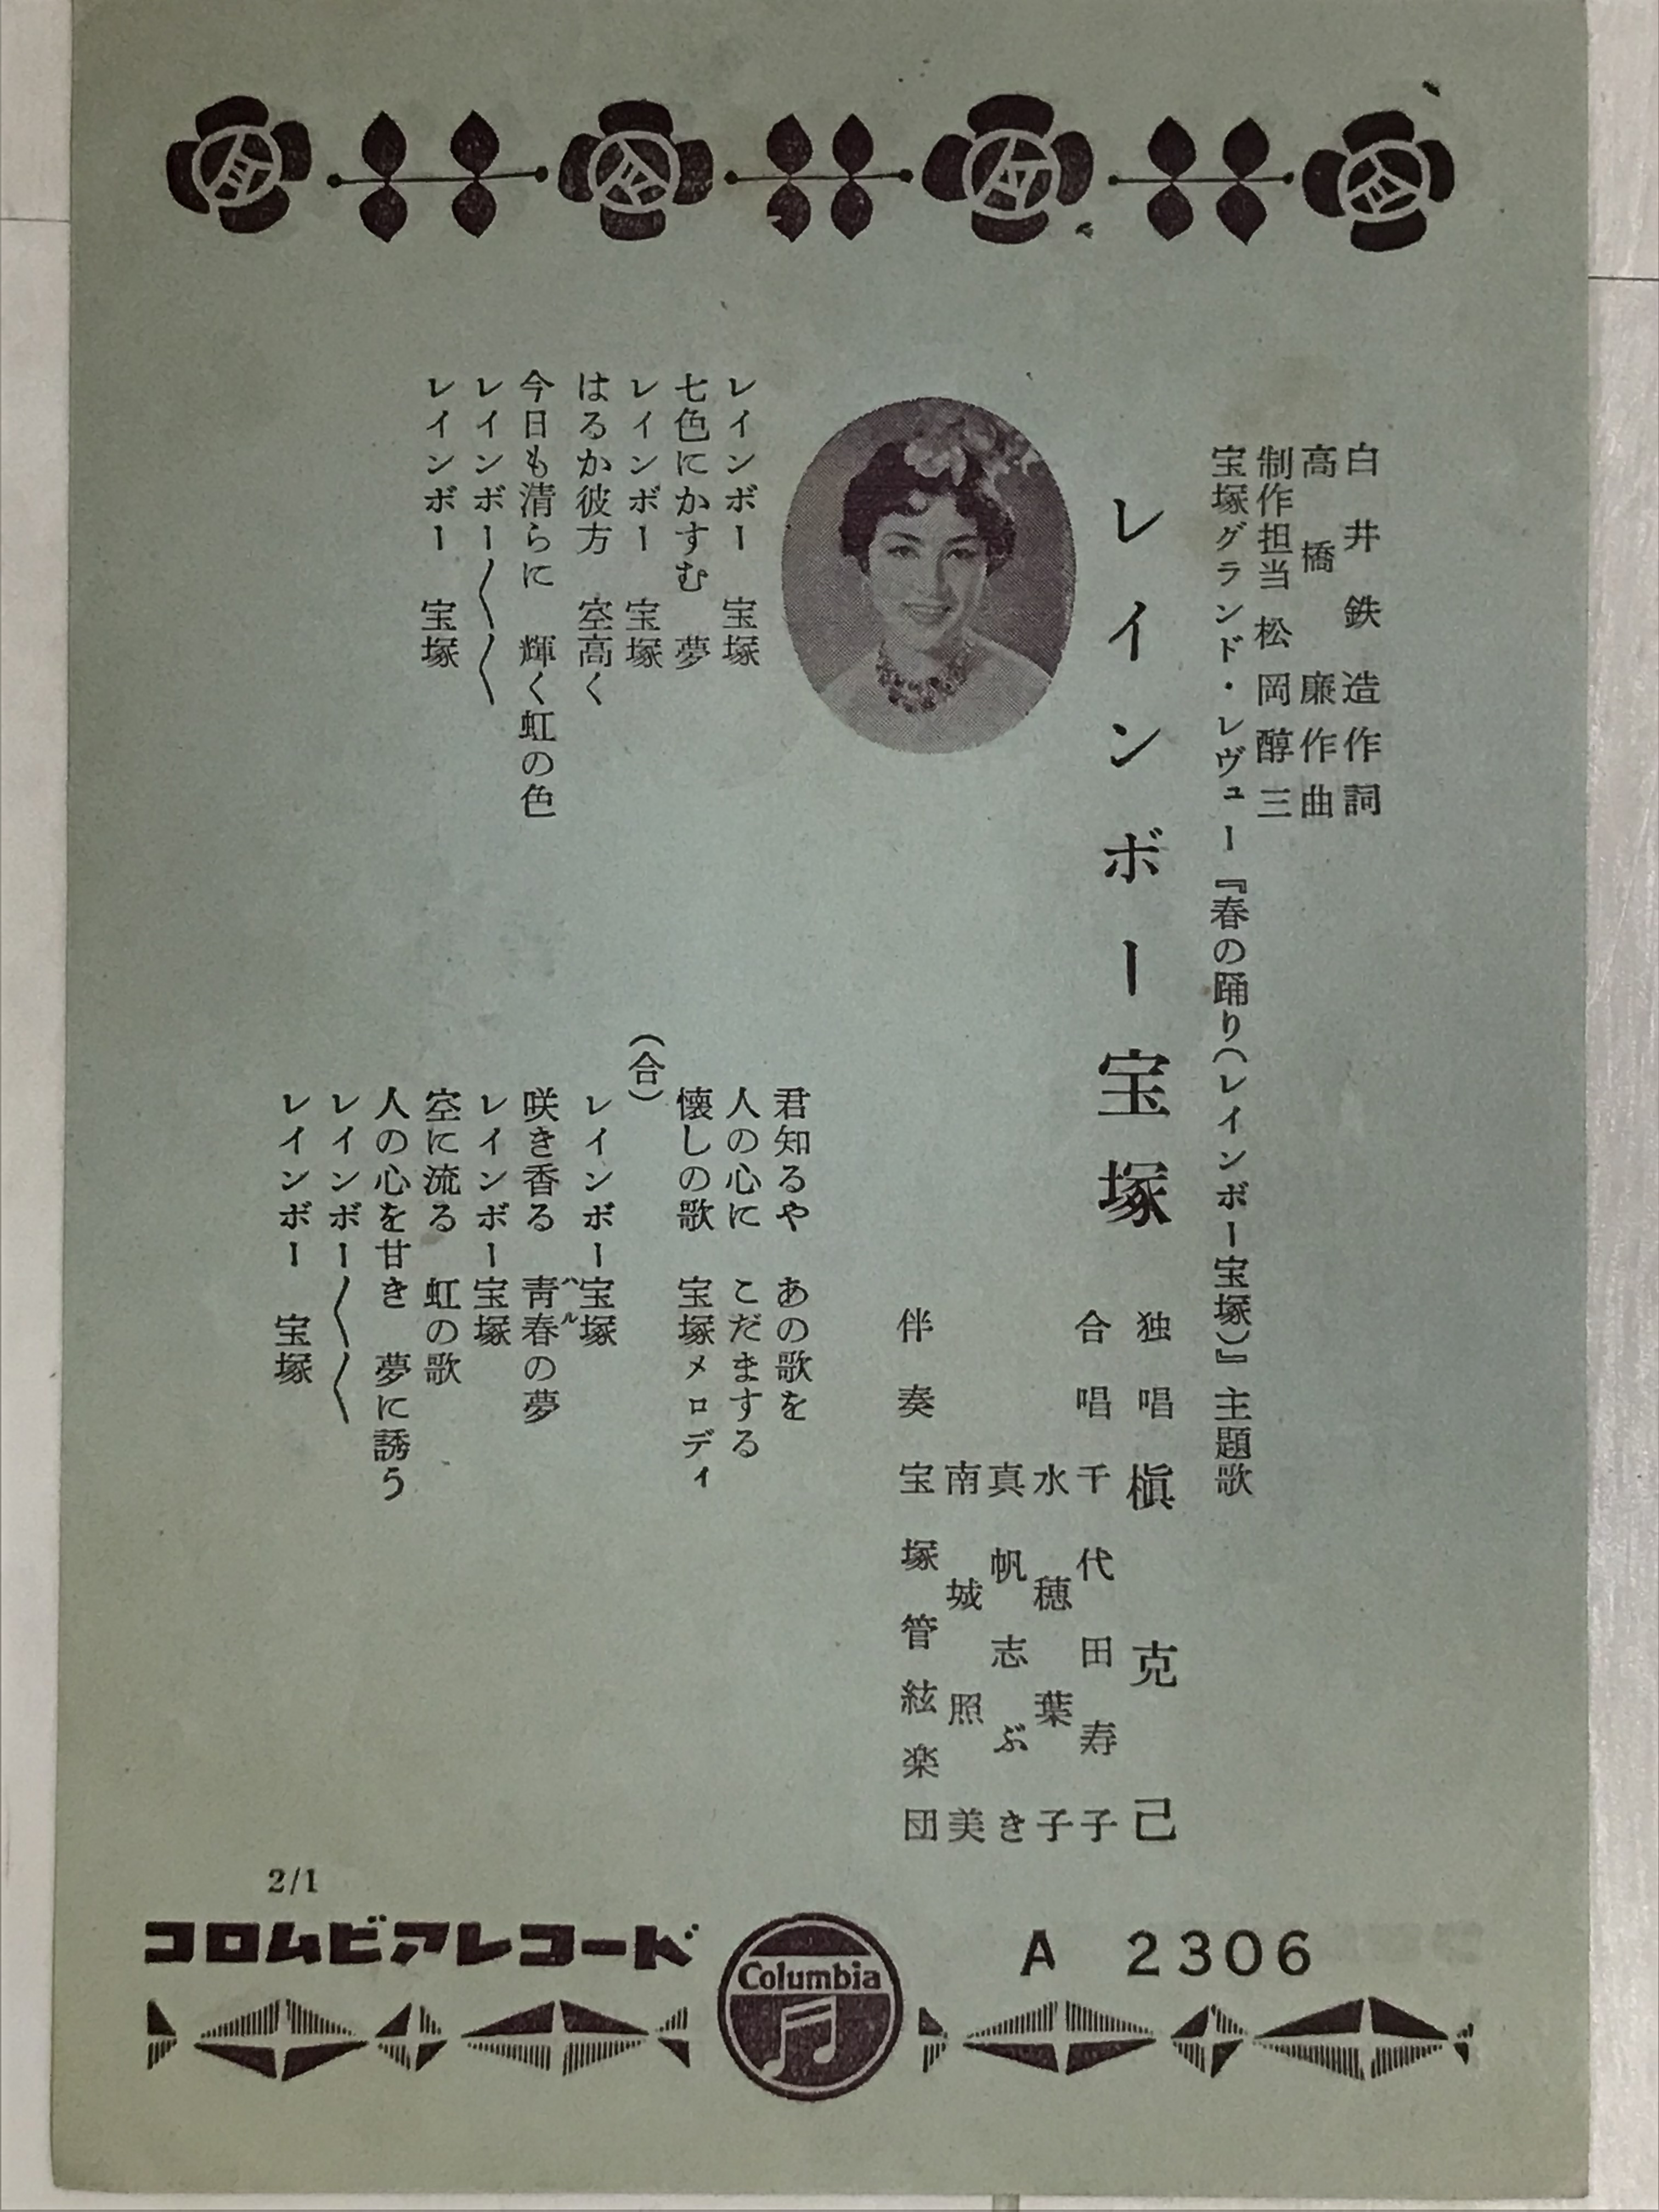 白井鉄造作詞
高橋廉作曲
制作担当 松岡醇三
宝塚グランド・レヴュー『春の踊り(レインボー宝塚)』主題歌
レインボー宝塚
独唱 槇克己
合唱 千代田寿子
水穂葉子
真帆志ぶき
南城照美
伴奏 宝塚管絃楽団
レインボー 宝塚
七色にかすむ 夢
レインボー 宝塚
はるか彼方 空高く
今日も清らに 輝く虹の色
レインボー〳〵〳〵
レインボー 宝塚
君知るや あの歌を
人の心に こだまする
懐しの歌 宝塚メロディ
(合)
レインボー宝塚
咲き香る 青春の夢
ハル
レインボー宝塚
空に流る 虹の歌
人の心を甘き 夢に誘う
レインボー〳〵〳〵
レインボー 宝塚
2/1
コロムビアレコード
Columbia
A 2306